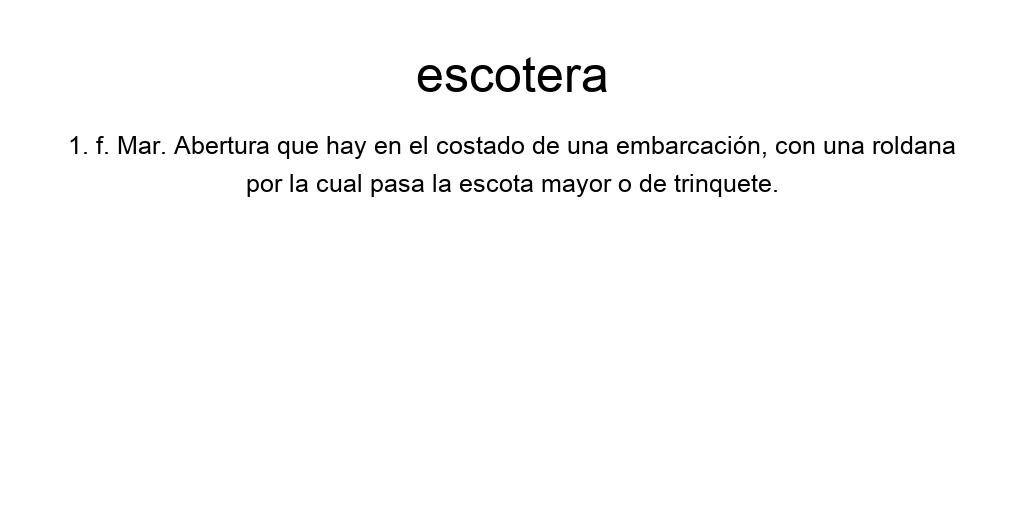 escotera
1. f. Mar. Abertura que hay en el costado de una embarcación, con una roldana
por la cual pasa la escota mayor o de trinquete.